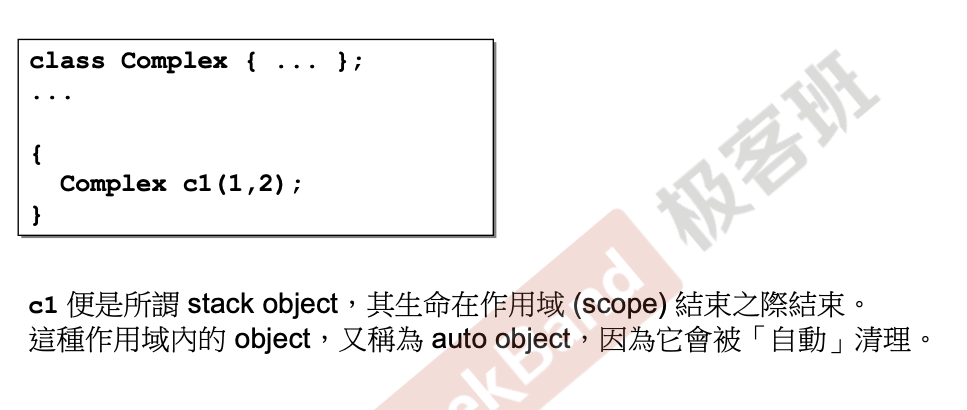 class Complex { ... };
...
{
Complex c1(1,2);
}
c1 便是所謂 stack object，其生命在作用域 (scope) 結束之際結束。
這種作用域內的 object，又稱為 auto object，因為它會被「自動」清理。
极客班
ekBand